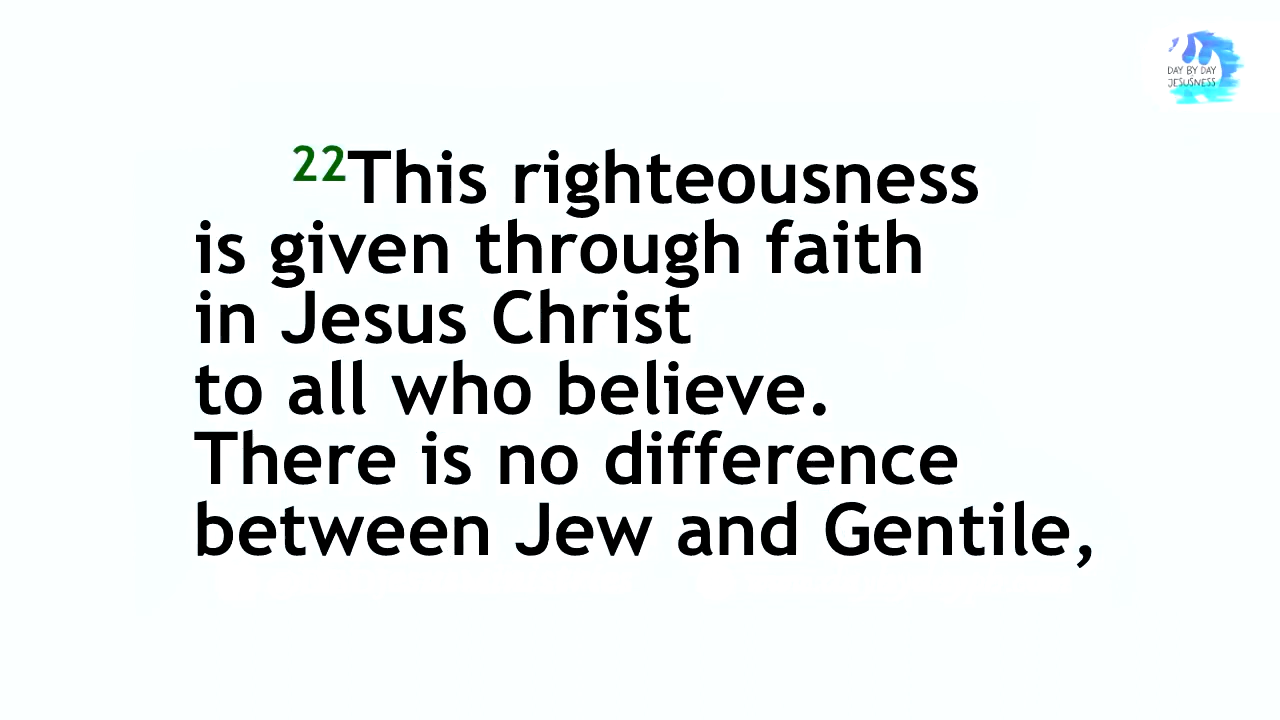 DAY BY DAY
JESUSNESS
22This righteousness
is given through faith
in Jesus Christ
to all who believe.
There is no difference
between Jew and Gentile,